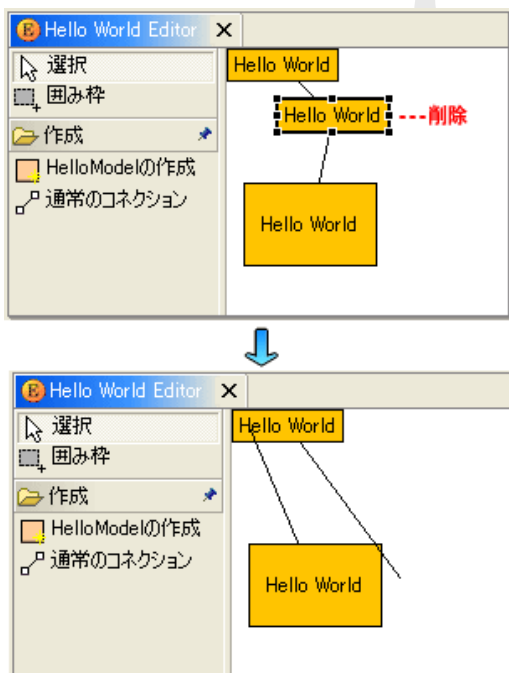 Hello World Editor
選択
囲み枠
作成
HelloModelの作成
通常のコネクション
Hello World
Hello World
---削除
Hello World
Hello World Editor
選択
囲み枠
作成
HelloModelの作成
通常のコネクション
Hello World
Hello World